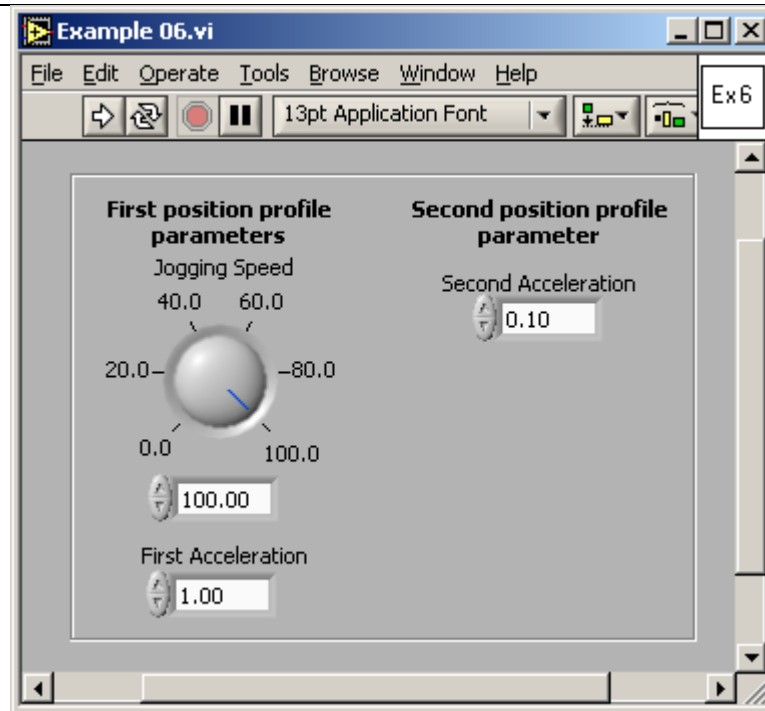 Example 06.vi
File Edit Operate Tools Browse Window Help
Ex6
13pt Application Font
First position profile
parameters
Second position profile
parameter
Jogging Speed
Second Acceleration
40.0 60.0
0.10
20.0 80.0
0.0 100.0
100.00
First Acceleration
1.00